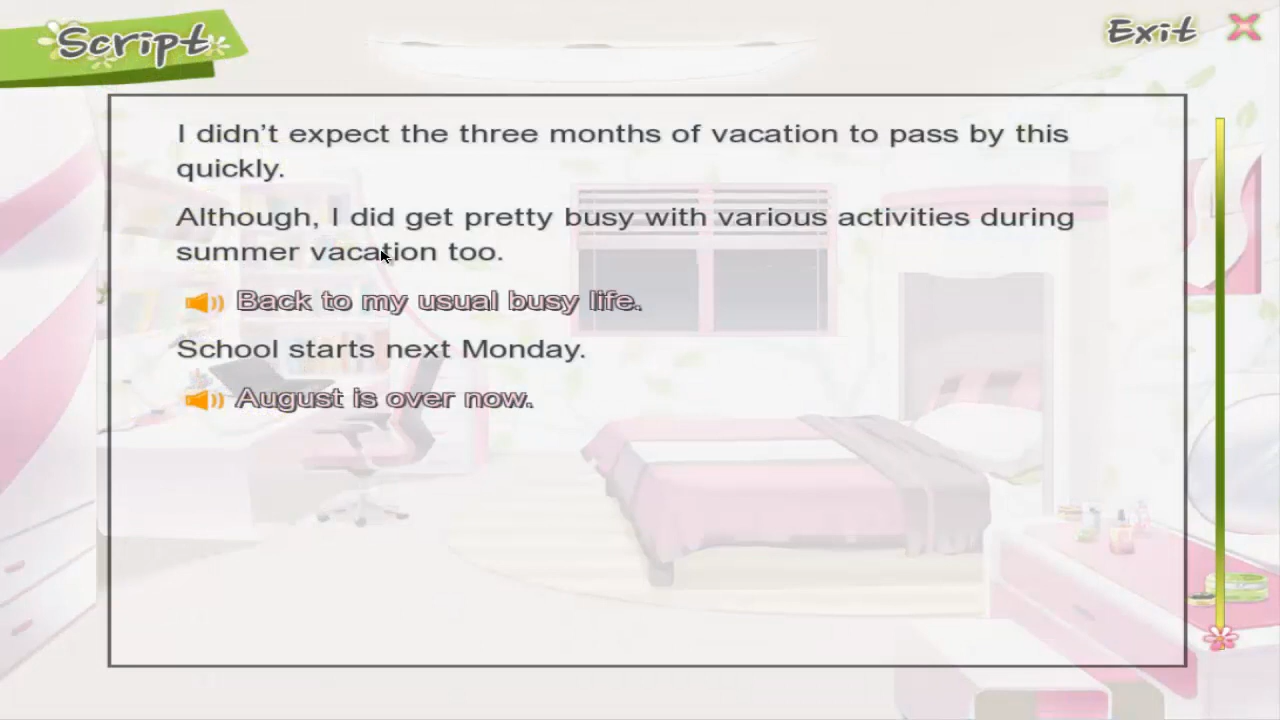 Script
Exit
I didn't expect the three months of vacation to pass by this
quickly.
Although, I did get pretty busy with various activities during
summer vacation too.
Back to my usual busy life.
School starts next Monday.
August is over now.